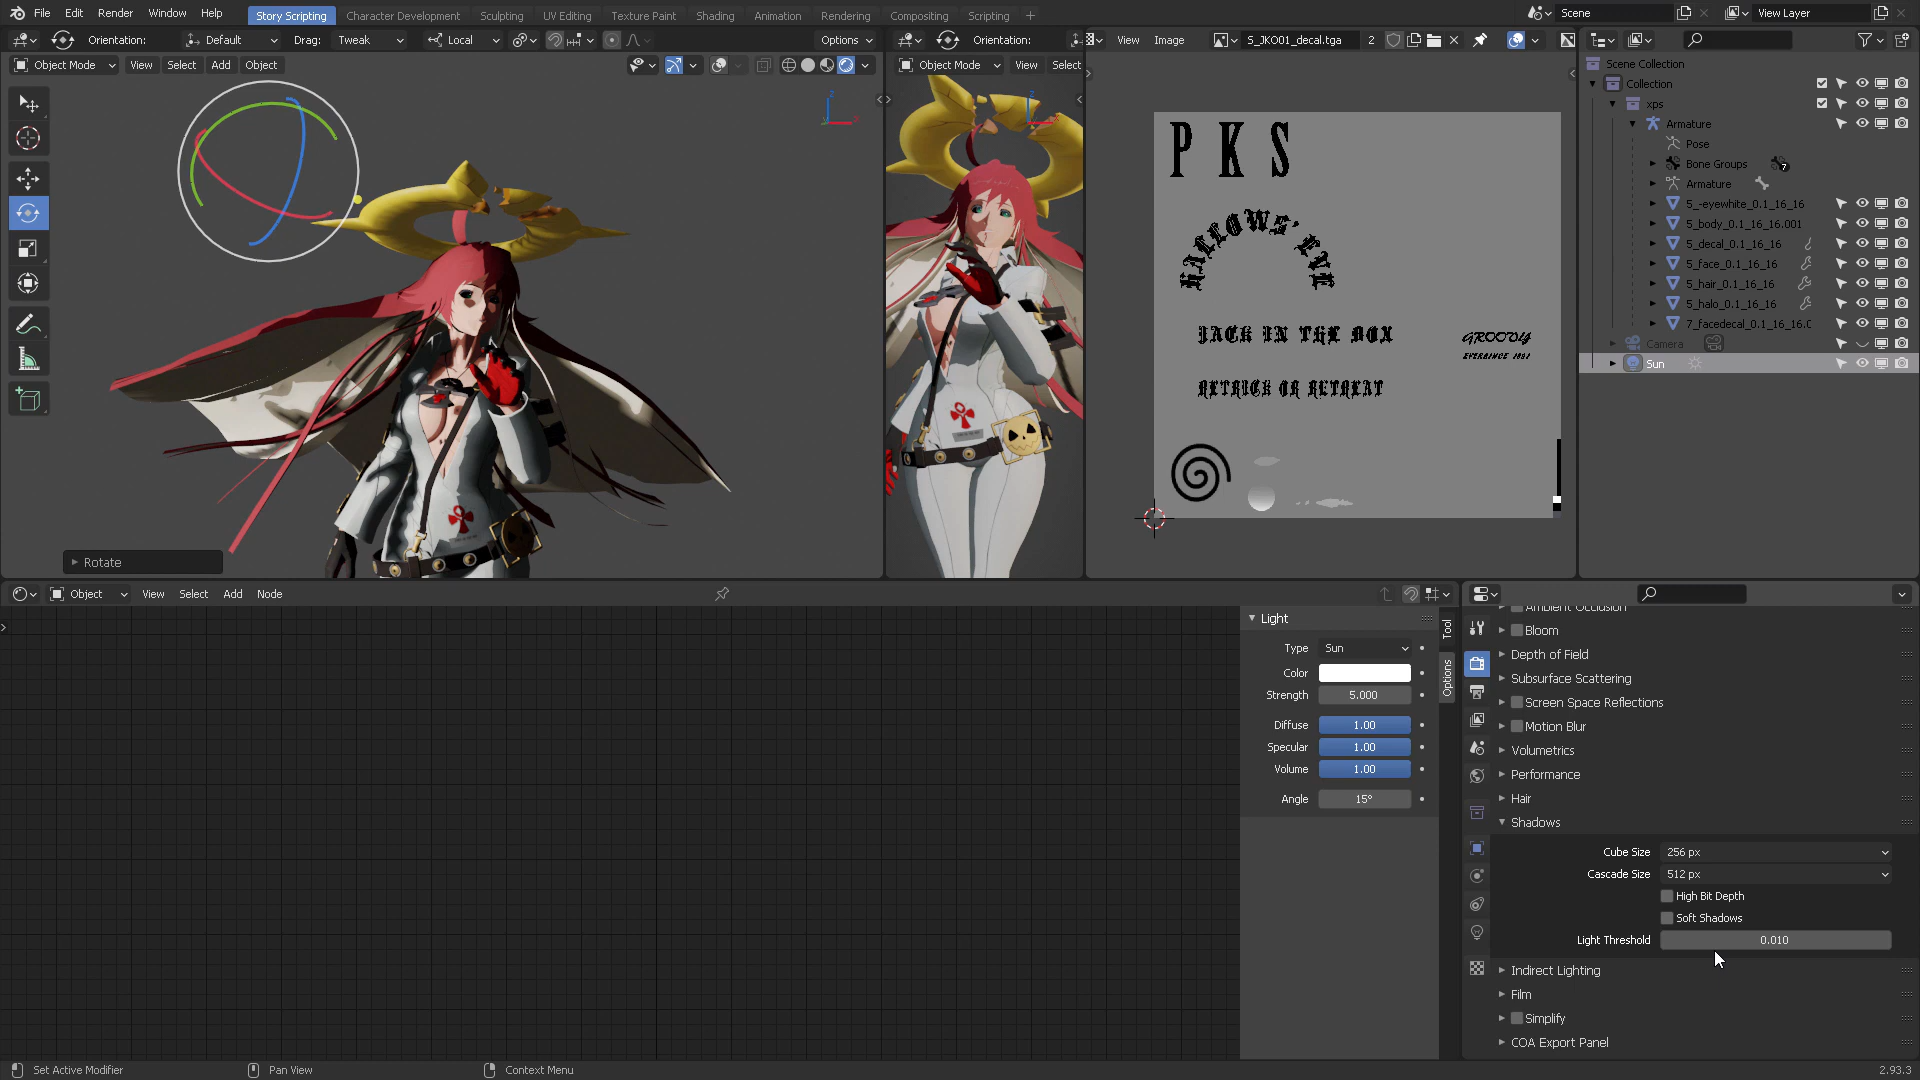 File Edit Render Window Help Story Scripting Character Development Sculpting UV Editing Texture Paint Shading Animation Rendering Compositing Scripting + Scene View Layer
Orientation: Default Drag: Tweak Local Options
Orientation:
View Image S_JKO01_decal.tga 2
Object Mode View Select Add Object
Object Mode View Select
Z
Z
Rotate
P K S
HALLOWS' EVE
JACK IN THE BOX
GROOVY
RETRICK OR RETREAT
Scene Collection
Collection
xps
Armature
Pose
Bone Groups 7
Armature
5_-eyewhite_0.1_16_16
5_body_0.1_16_16.001
5_decal_0.1_16_16
5_face_0.1_16_16
5_hair_0.1_16_16
5_halo_0.1_16_16
7_facedecal_0.1_16_16.0
Camera
Sun
Object View Select Add Node
Light
Type Sun
Color
Strength 5.000
Diffuse 1.00
Specular 1.00
Volume 1.00
Angle 15°
Tool
Options
Ambient Occlusion
Bloom
Depth of Field
Subsurface Scattering
Screen Space Reflections
Motion Blur
Volumetrics
Performance
Hair
Shadows
Cube Size 256 px
Cascade Size 512 px
High Bit Depth
Soft Shadows
Light Threshold 0.010
Indirect Lighting
Film
Simplify
COA Export Panel
Set Active Modifier Pan View Context Menu 2.93.3